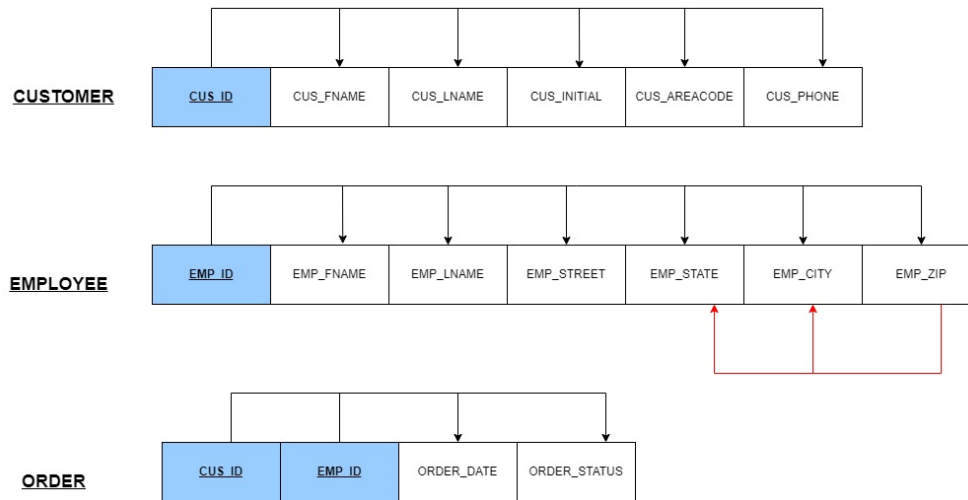 CUSTOMER
CUS_ID CUS_FNAME CUS_LNAME CUS_INITIAL CUS_AREACODE CUS_PHONE
EMPLOYEE
EMP_ID EMP_FNAME EMP_LNAME EMP_STREET EMP_STATE EMP_CITY EMP_ZIP
ORDER
CUS_ID EMP_ID ORDER_DATE ORDER_STATUS